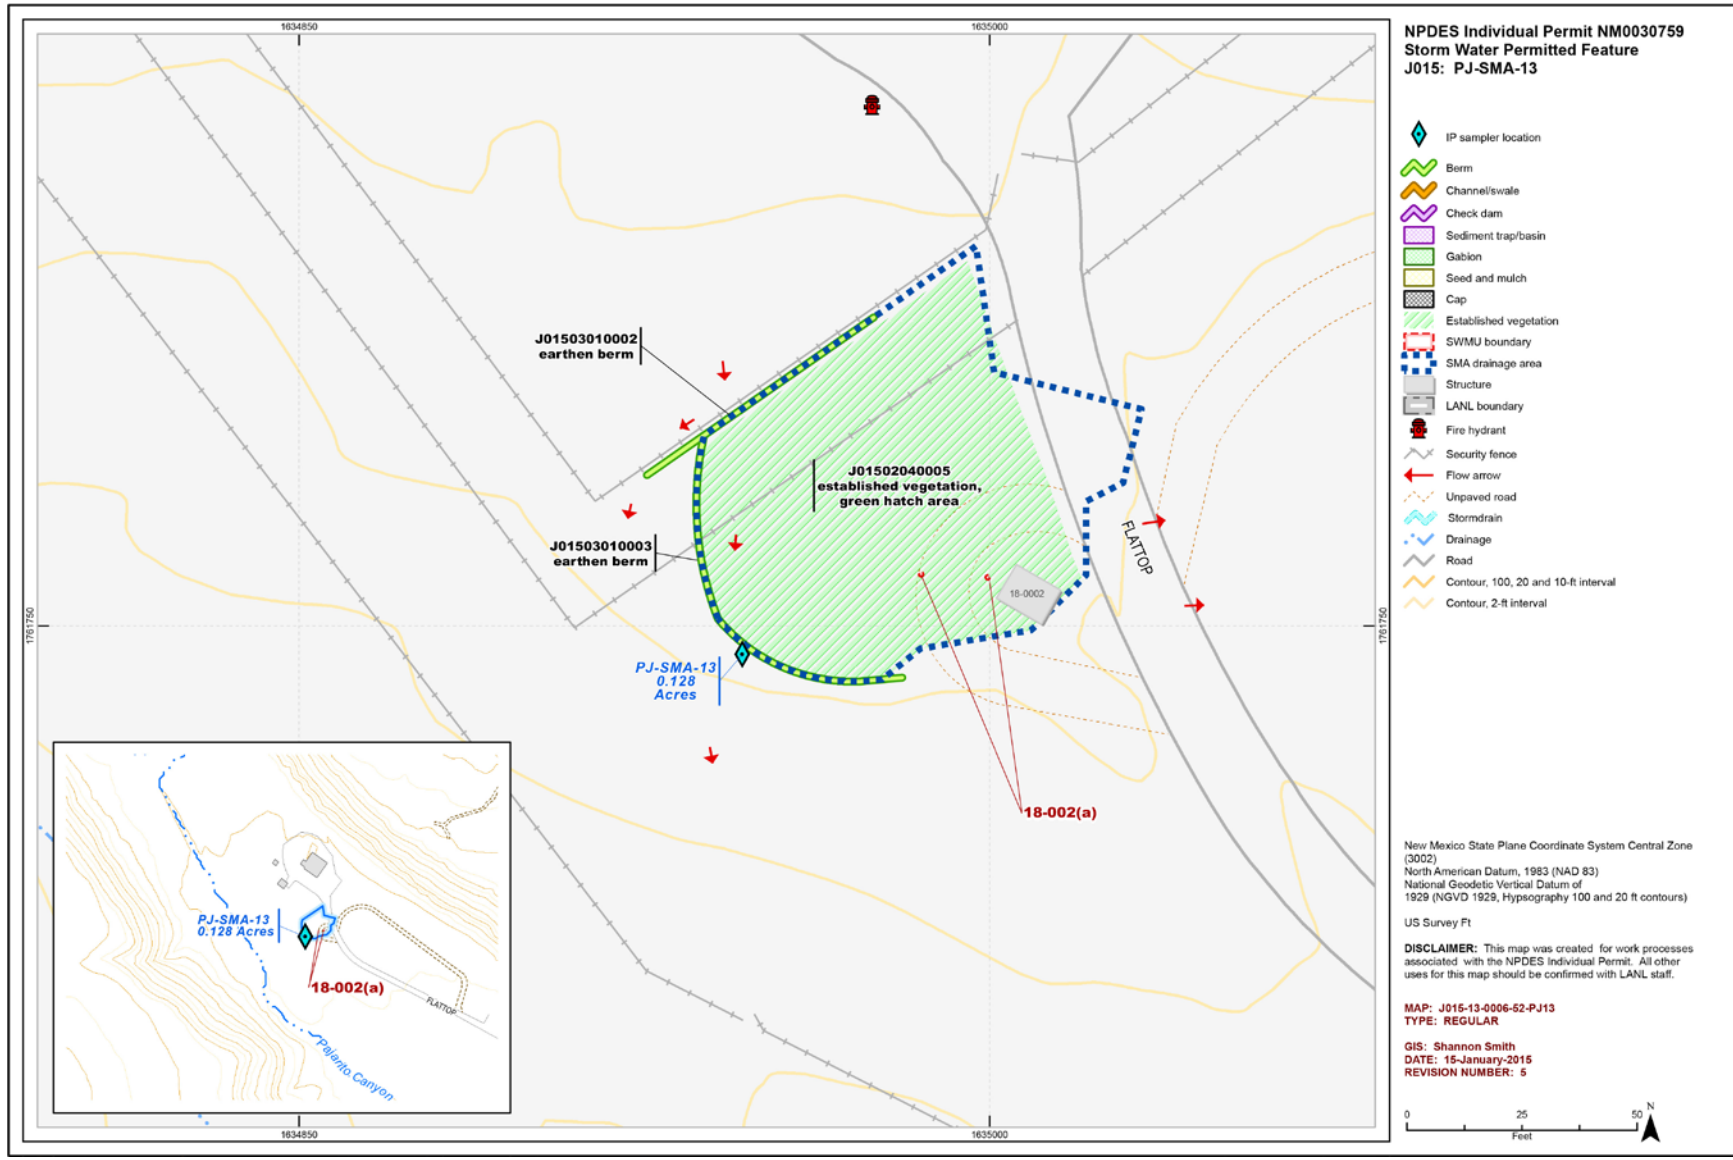 1634850
1635000
NPDES Individual Permit NM0030759
Storm Water Permitted Feature
J015: PJ-SMA-13
IP sampler location
Berm
Channel/swale
Check dam
Sediment trap/basin
Gabion
Seed and mulch
Cap
Established vegetation
SWMU boundary
SMA drainage area
Structure
LANL boundary
Fire hydrant
Security fence
Flow arrow
Unpaved road
Stormdrain
Drainage
Road
Contour, 100, 20 and 10-ft interval
Contour, 2-ft interval
J01503010002
earthen berm
J01502040005
established vegetation,
green hatch area
J01503010003
earthen berm
FLATTOP
18-0002
1761750
1761750
PJ-SMA-13
0.128
Acres
18-002(a)
PJ-SMA-13
0.128 Acres
18-002(a)
FLATTOP
Pajarito Canyon
New Mexico State Plane Coordinate System Central Zone
(3002)
North American Datum, 1983 (NAD 83)
National Geodetic Vertical Datum of
1929 (NGVD 1929, Hypsography 100 and 20 ft contours)
US Survey Ft
DISCLAIMER: This map was created for work processes
associated with the NPDES Individual Permit. All other
uses for this map should be confirmed with LANL staff.
MAP: J015-13-0006-52-PJ13
TYPE: REGULAR
GIS: Shannon Smith
DATE: 15-January-2015
REVISION NUMBER: 5
0 25 50
Feet
N
1634850
1635000